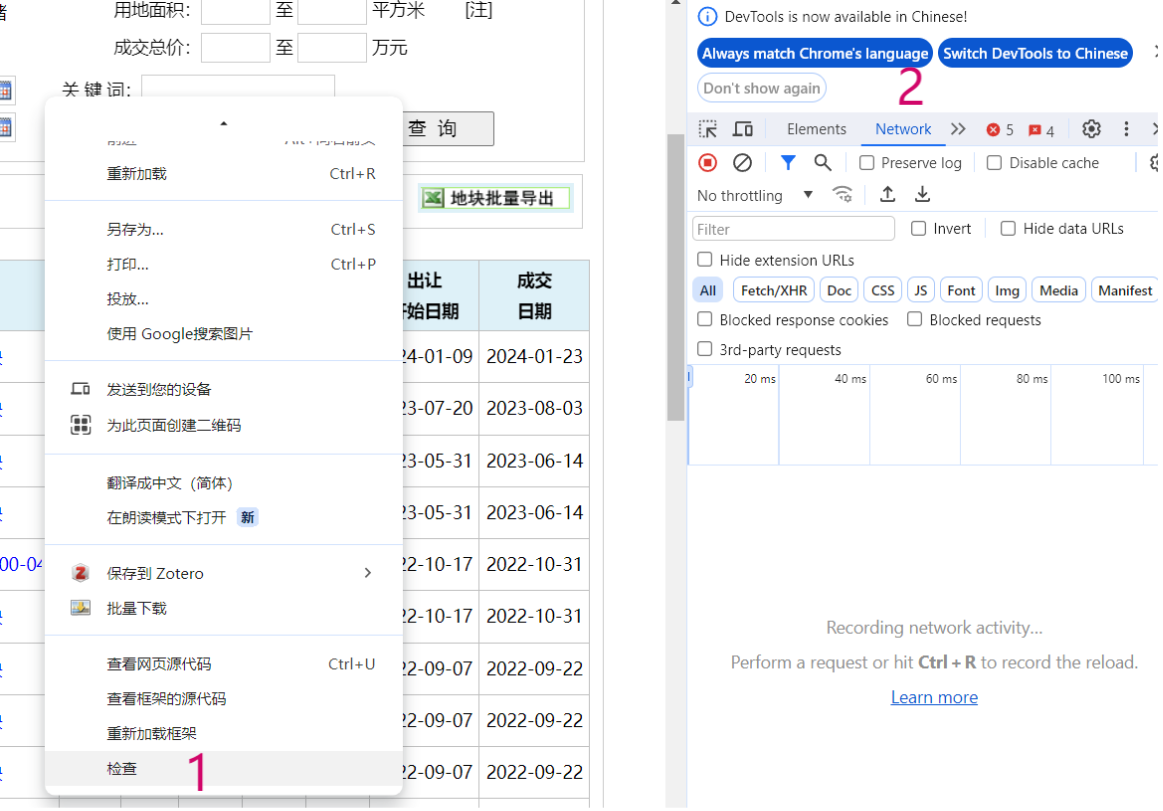 用地面积： 至 平方米 [注]
成交总价： 至 万元
关 键 词：
查 询
重新加载 Ctrl+R
另存为... Ctrl+S
打印... Ctrl+P
投放...
使用 Google搜索图片
发送到您的设备
为此页面创建二维码
翻译成中文（简体）
在朗读模式下打开 新
保存到 Zotero
批量下载
查看网页源代码 Ctrl+U
查看框架的源代码
重新加载框架
检查 1
地块批量导出
出让 成交
始日期 日期
24-01-09 2024-01-23
23-07-20 2023-08-03
23-05-31 2023-06-14
23-05-31 2023-06-14
00-04 22-10-17 2022-10-31
22-10-17 2022-10-31
22-09-07 2022-09-22
22-09-07 2022-09-22
22-09-07 2022-09-22
DevTools is now available in Chinese!
Always match Chrome's language Switch DevTools to Chinese
Don't show again 2
Elements Network 5 4
Preserve log Disable cache
No throttling
Filter Invert Hide data URLs
Hide extension URLs
All Fetch/XHR Doc CSS JS Font Img Media Manifest
Blocked response cookies Blocked requests
3rd-party requests
20 ms 40 ms 60 ms 80 ms 100 ms
Recording network activity...
Perform a request or hit Ctrl + R to record the reload.
Learn more